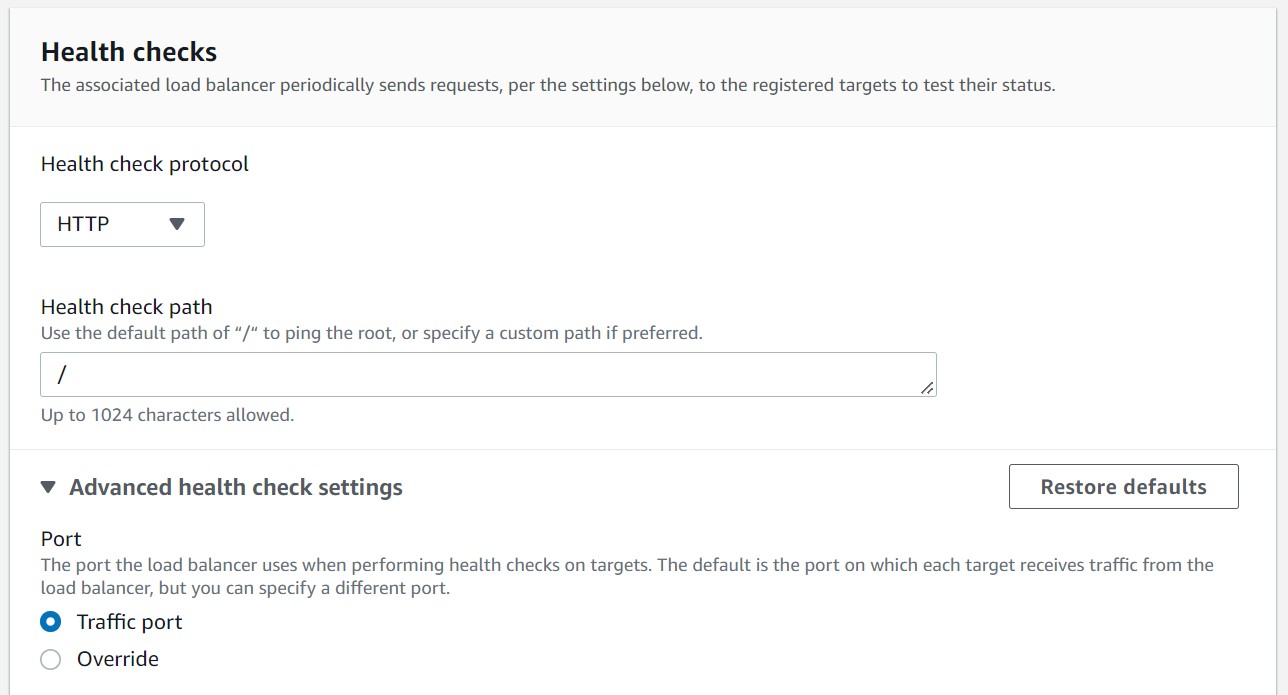 Health checks
The associated load balancer periodically sends requests, per the settings below, to the registered targets to test their status.
Health check protocol
HTTP
Health check path
Use the default path of “/“ to ping the root, or specify a custom path if preferred.
/
Up to 1024 characters allowed.
Advanced health check settings
Restore defaults
Port
The port the load balancer uses when performing health checks on targets. The default is the port on which each target receives traffic from the
load balancer, but you can specify a different port.
Traffic port
Override